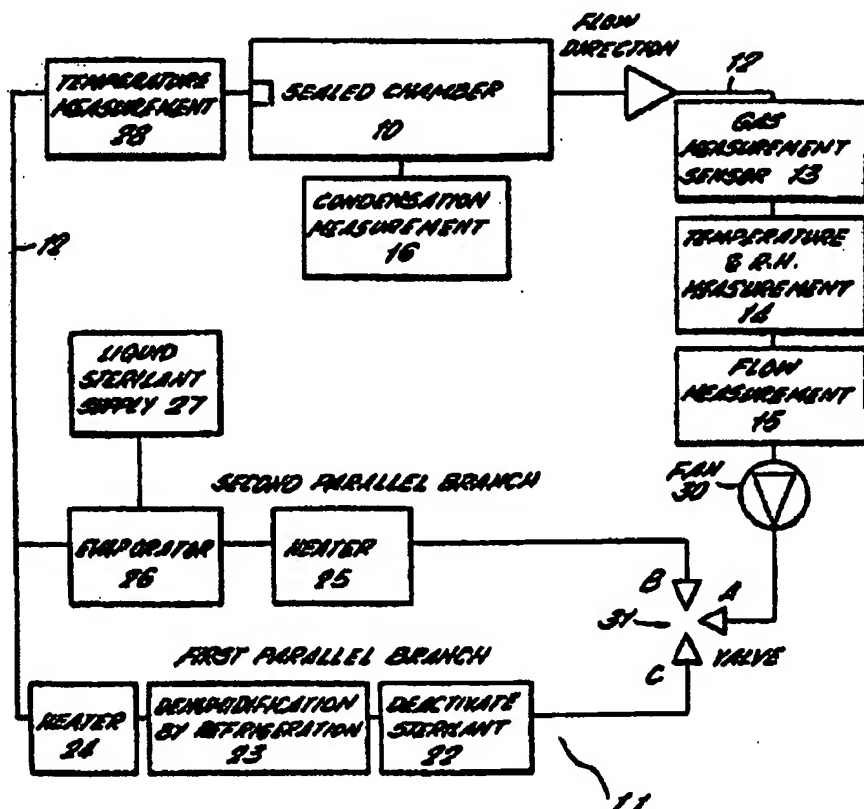 FLOW
DIRECTION
12
TEMPERATURE
MEASUREMENT
28
SEALED CHAMBER
10
GAS
MEASUREMENT
SENSOR 13
CONDENSATION
MEASUREMENT
16
TEMPERATURE
& R.H.
MEASUREMENT
14
12
FLOW
MEASUREMENT
15
LIQUID
STERILANT
SUPPLY 27
FAN
30
SECOND PARALLEL BRANCH
EVAPORATOR
26
HEATER
25
B
A
31
VALVE
C
FIRST PARALLEL BRANCH
HEATER
24
DEHUMIDIFICATION
BY REFRIGERATION
23
DEACTIVATE
STERILANT
22
11